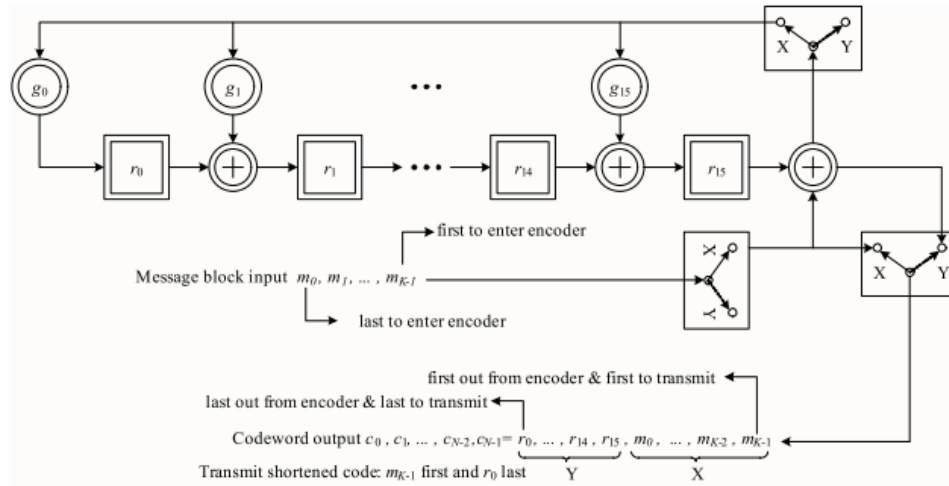 X Y
g0 g1 ... g15
r0 + r1 ... r14 + r15 +
first to enter encoder
X
X Y
Message block input m0, m1, ... , mK-1
Y
last to enter encoder
first out from encoder & first to transmit
last out from encoder & last to transmit
Codeword output c0 , c1, ... , cN-2,cN-1= r0, ... , r14 , r15 , m0, ... , mK-2 , mK-1
Transmit shortened code: mK-1 first and r0 last Y X